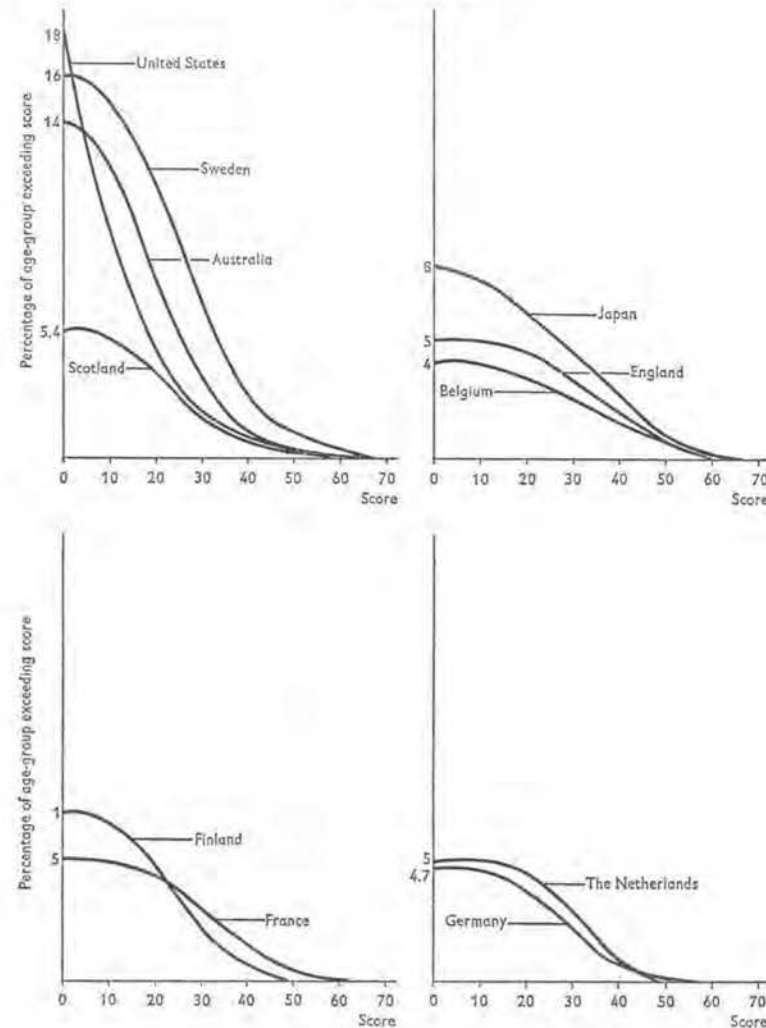 Percentage of age-group exceeding score
18
16
14
5.4
United States
Sweden
Australia
Scotland
0 10 20 30 40 50 60 70
Score
8
5
4
Japan
England
Belgium
0 10 20 30 40 50 60 70
Score
Percentage of age-group exceeding score
1
5
Finland
France
0 10 20 30 40 50 60 70
5
4.7
The Netherlands
Germany
0 10 20 30 40 50 60 70